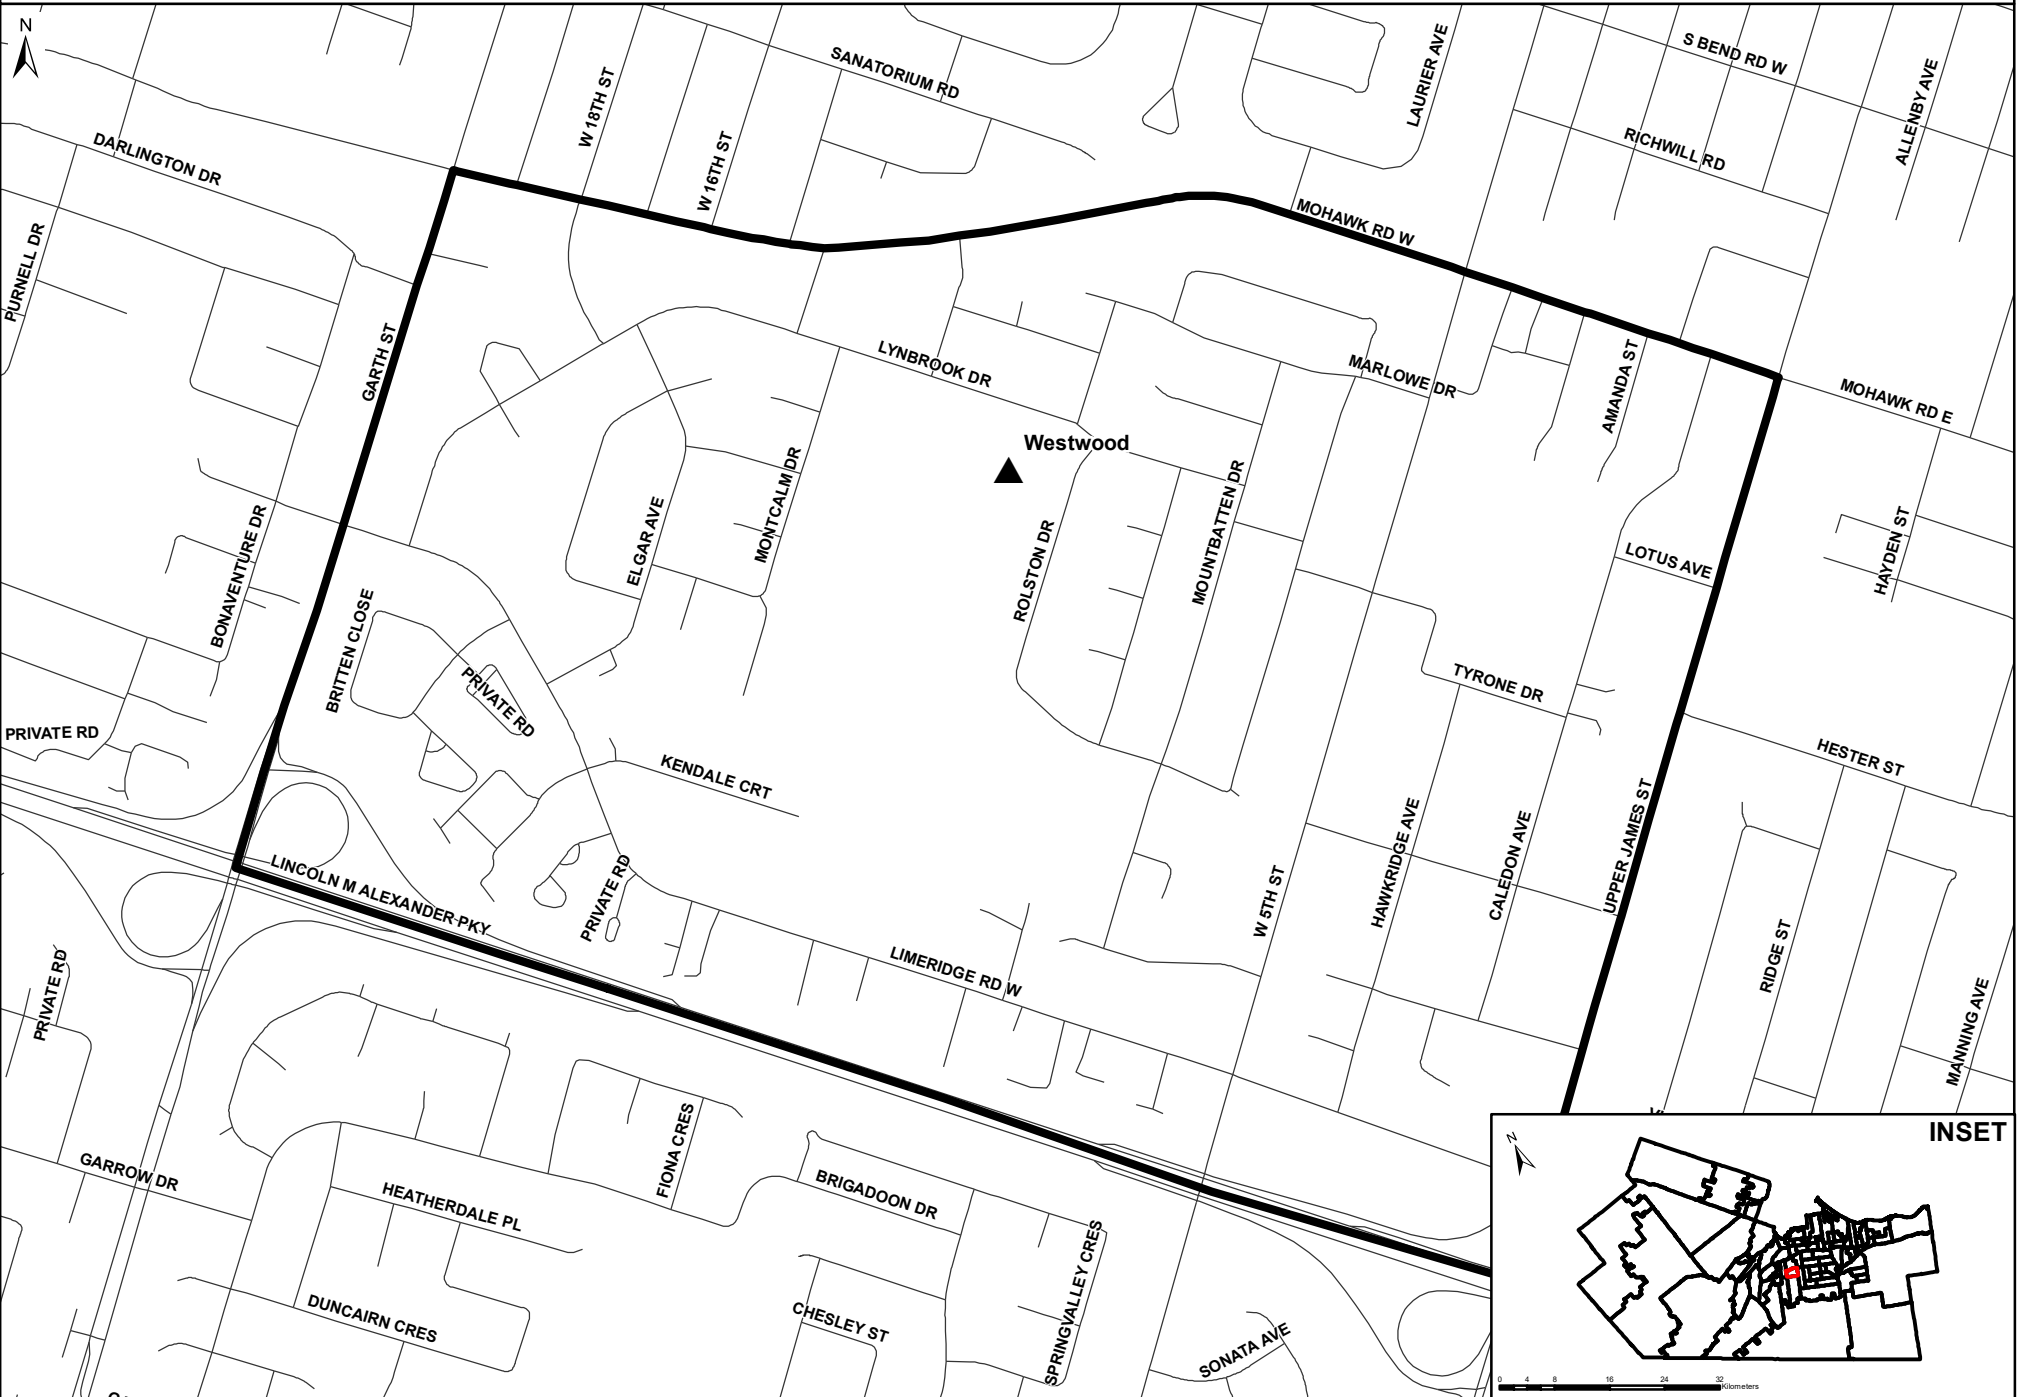 N
SANATORIUM RD
S BEND RD W
LAURIER AVE
ALLENBY AVE
W 18TH ST
W 16TH ST
RICHWILL RD
DARLINGTON DR
PURNELL DR
MOHAWK RD W
GARTH ST
LYNBROOK DR
MARLOWE DR
AMANDA ST
MOHAWK RD E
Westwood
MONTCALM DR
ELGAR AVE
MOUNTBATTEN DR
ROLSTON DR
BONAVENTURE DR
HAYDEN ST
LOTUS AVE
BRITTEN CLOSE
PRIVATE RD
TYRONE DR
PRIVATE RD
KENDALE CRT
HESTER ST
UPPER JAMES ST
HAWKRIDGE AVE
CALEDON AVE
W 5TH ST
LINCOLN M ALEXANDER PKY
PRIVATE RD
LIMERIDGE RD W
RIDGE ST
MANNING AVE
PRIVATE RD
GARROW DR
HEATHERDALE PL
FIONA CRES
BRIGADOON DR
SPRINGVALLEY CRES
DUNCAIRN CRES
CHESLEY ST
SONATA AVE
INSET
N
0 4 8 16 24 32
Kilometers